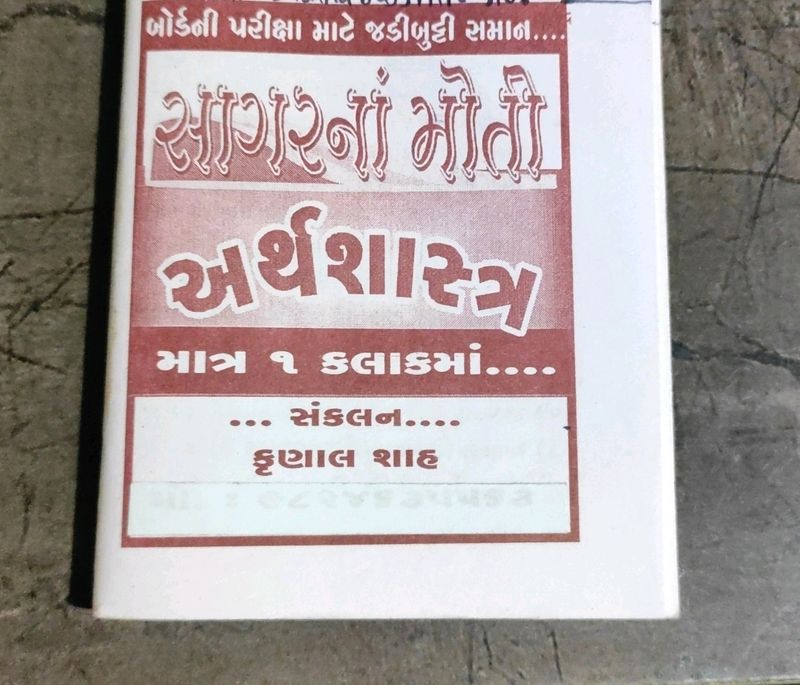 બોર્ડની પરીક્ષા માટે જડીબુટ્ટી સમાન....
સાગરનાં મોતી
અર્થશાસ્ત્ર
માત્ર ૧ કલાકમાં....
... સંકલન....
કૃણાલ શાહ